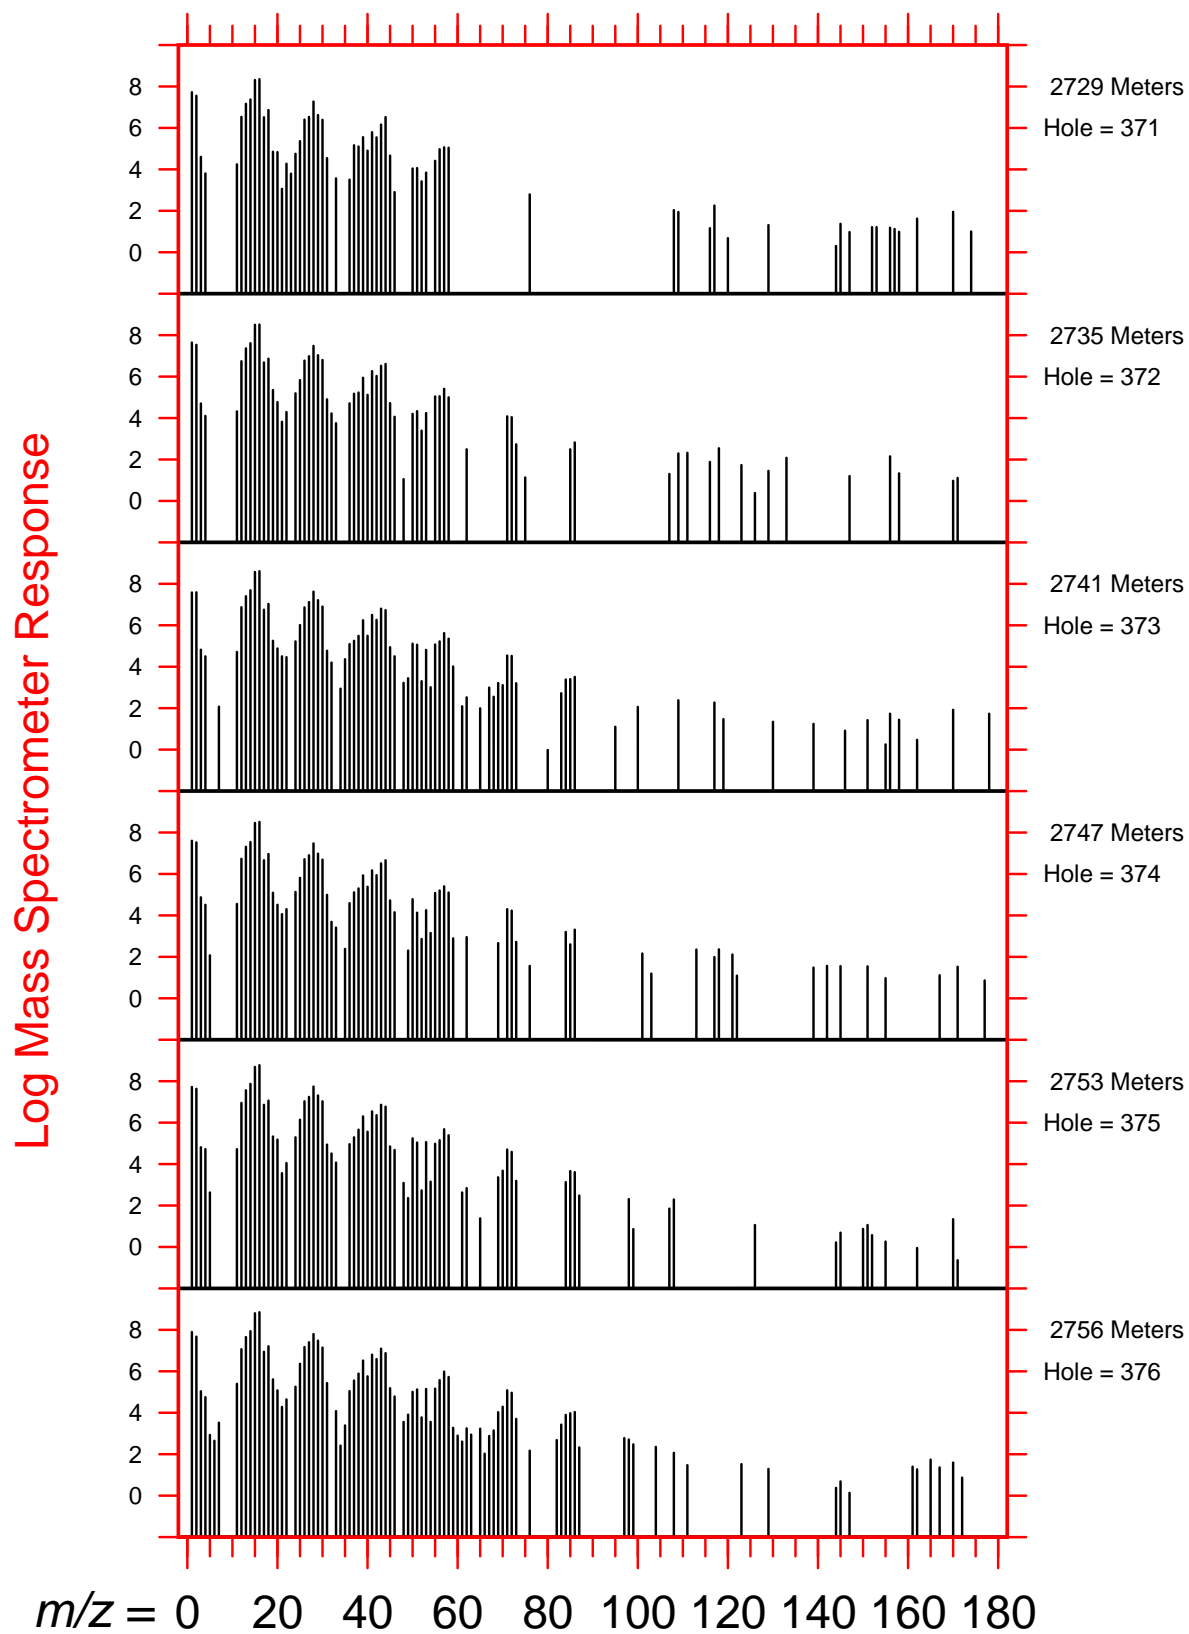 Log Mass Spectrometer Response
8
6
4
2
0
2729 Meters
Hole = 371
8
6
4
2
0
2735 Meters
Hole = 372
8
6
4
2
0
2741 Meters
Hole = 373
8
6
4
2
0
2747 Meters
Hole = 374
8
6
4
2
0
2753 Meters
Hole = 375
8
6
4
2
0
2756 Meters
Hole = 376
m/z = 0 20 40 60 80 100 120 140 160 180